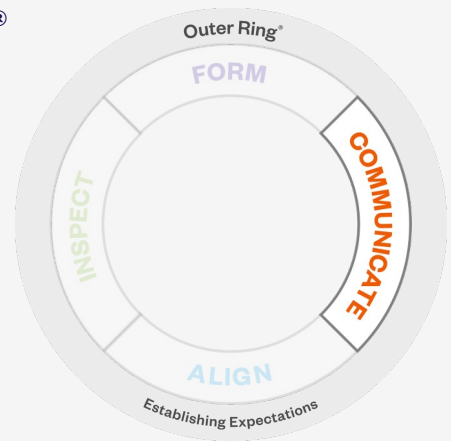 ®
Outer Ring®
FORM
COMMUNICATE
INSPECT
ALIGN
Establishing Expectations